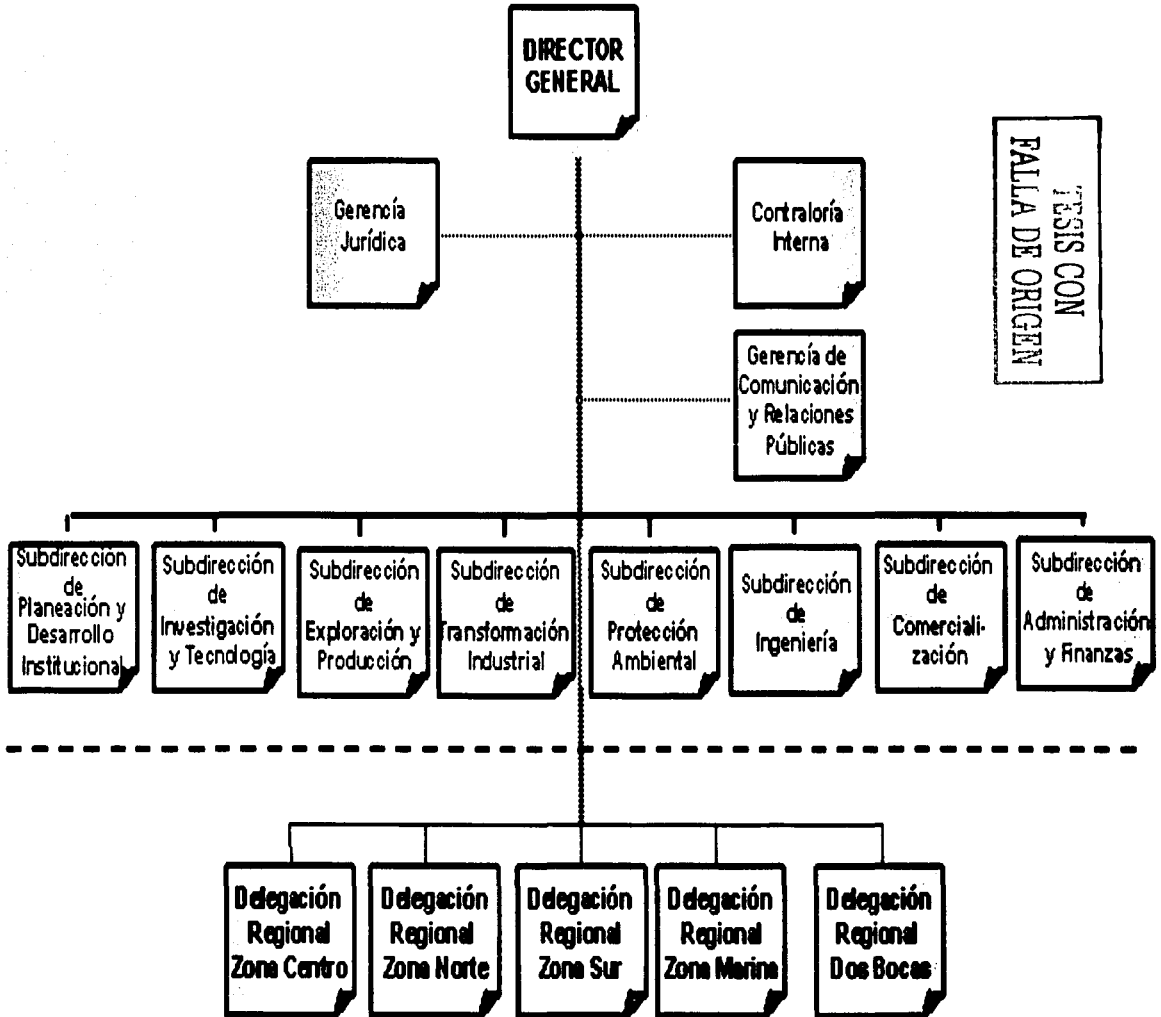 DIRECTOR
GENERAL
Gerencía
Jurídica
Contraloría
Interna
TESIS CON
FALLA DE ORIGEN
Gerencía de
Comunicación
y Relaciones
Públicas
Subdirección
de
Planeación y
Desarrollo
Institucional
Subdirección
de
Investigación
y Tecnología
Subdirección
de
Exploración y
Producción
Subdirección
de
Transformación
Industrial
Subdirección
de
Protección
Ambiental
Subdirección
de
Ingeniería
Subdirección
de
Comerciali-
zación
Subdirección
de
Administración
y Finanzas
Delegación
Regional
Zona Centro
Delegación
Regional
Zona Norte
Delegación
Regional
Zona Sur
Delegación
Regional
Zona Marina
Delegación
Regional
Dos Bocas